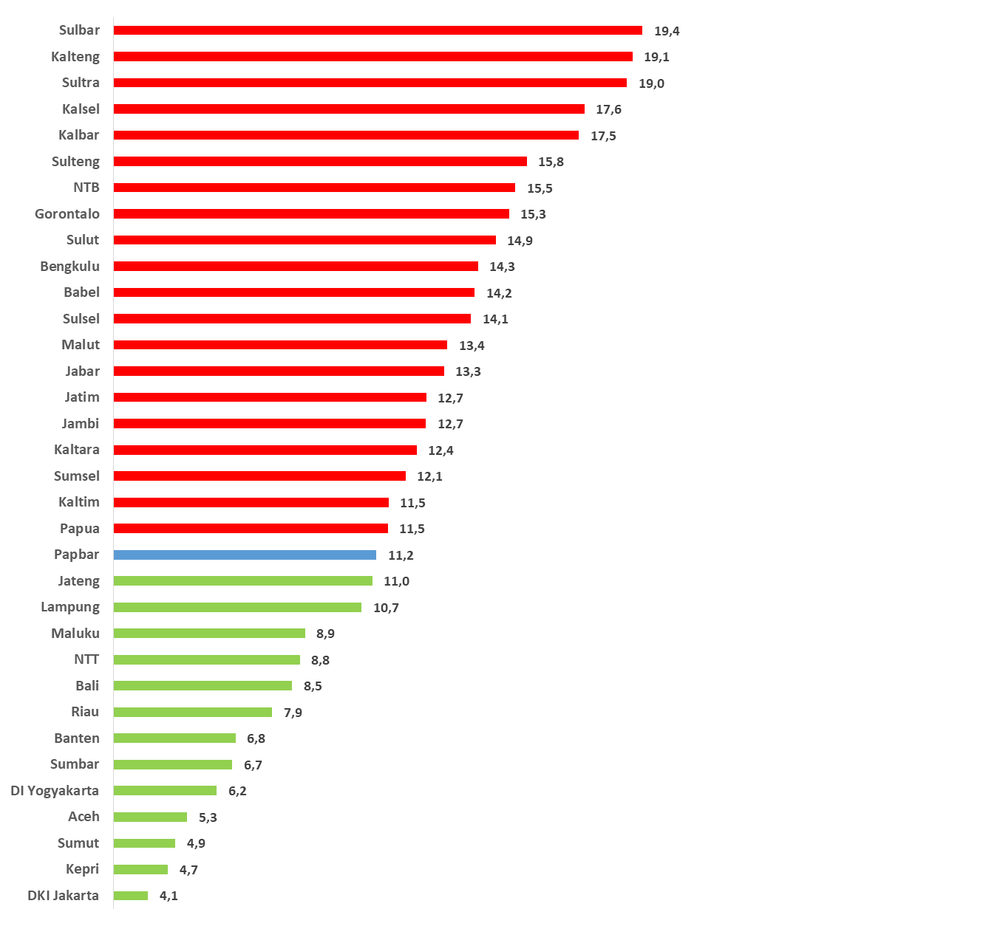 Sulbar 19,4
Kalteng 19,1
Sultra 19,0
Kalsel 17,6
Kalbar 17,5
Sulteng 15,8
NTB 15,5
Gorontalo 15,3
Sulut 14,9
Bengkulu 14,3
Babel 14,2
Sulsel 14,1
Malut 13,4
Jabar 13,3
Jatim 12,7
Jambi 12,7
Kaltara 12,4
Sumsel 12,1
Kaltim 11,5
Papua 11,5
Papbar 11,2
Jateng 11,0
Lampung 10,7
Maluku 8,9
NTT 8,8
Bali 8,5
Riau 7,9
Banten 6,8
Sumbar 6,7
DI Yogyakarta 6,2
Aceh 5,3
Sumut 4,9
Kepri 4,7
DKI Jakarta 4,1